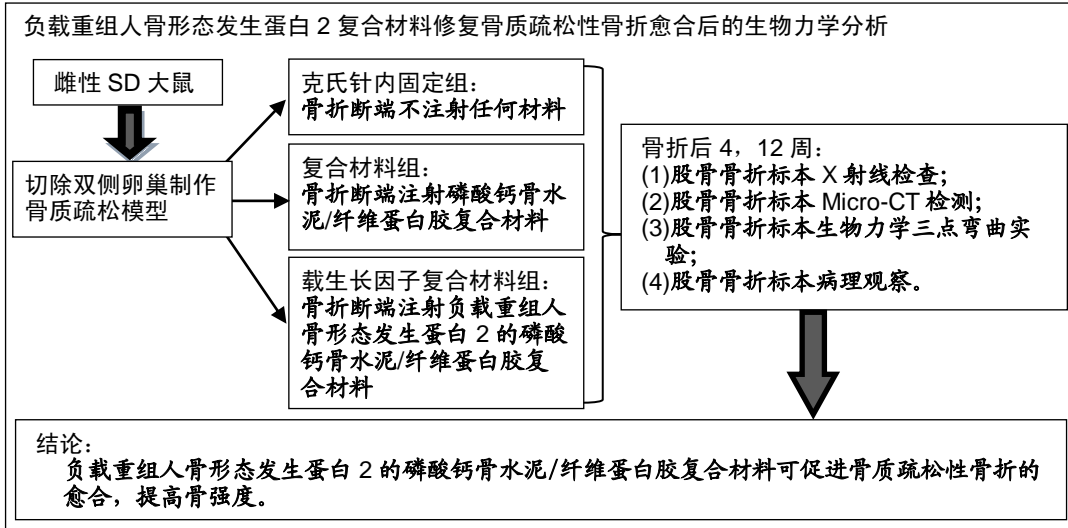 负载重组人骨形态发生蛋白 2 复合材料修复骨质疏松性骨折愈合后的生物力学分析
雌性 SD 大鼠
切除双侧卵巢制作
骨质疏松模型
克氏针内固定组：
骨折断端不注射任何材料
复合材料组：
骨折断端注射磷酸钙骨水
泥/纤维蛋白胶复合材料
载生长因子复合材料组：
骨折断端注射负载重组人
骨形态发生蛋白 2 的磷酸
钙骨水泥/纤维蛋白胶复
合材料
骨折后 4，12 周：
(1)股骨骨折标本 X 射线检查；
(2)股骨骨折标本 Micro-CT 检测；
(3)股骨骨折标本生物力学三点弯曲实
验；
(4)股骨骨折标本病理观察。
结论：
负载重组人骨形态发生蛋白 2 的磷酸钙骨水泥/纤维蛋白胶复合材料可促进骨质疏松性骨折的
愈合，提高骨强度。